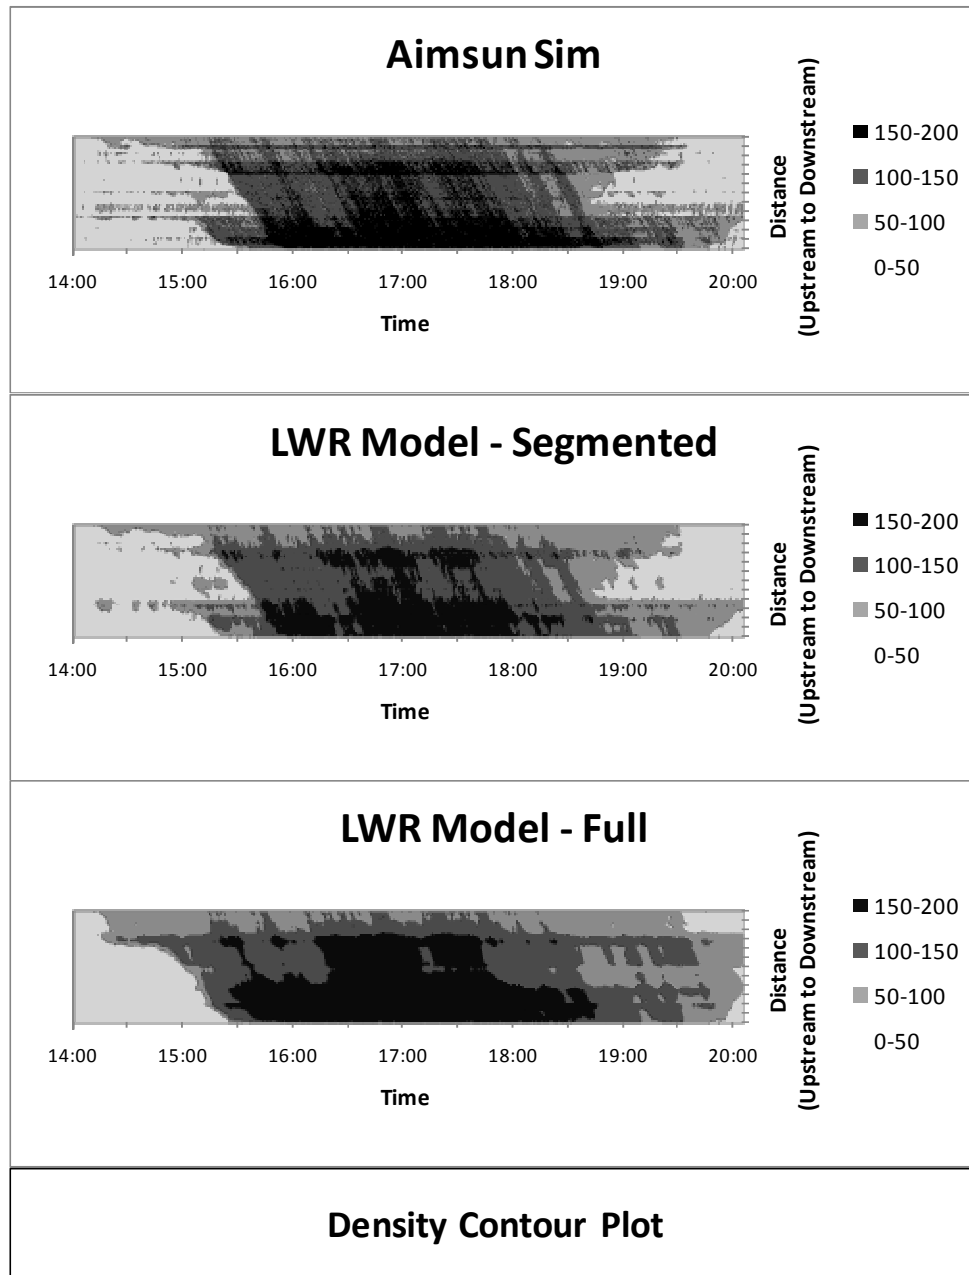 Aimsun Sim
14:00 15:00 16:00 17:00 18:00 19:00 20:00
Time
Distance
(Upstream to Downstream)
150-200
100-150
50-100
0-50
LWR Model - Segmented
14:00 15:00 16:00 17:00 18:00 19:00 20:00
Time
Distance
(Upstream to Downstream)
150-200
100-150
50-100
0-50
LWR Model - Full
14:00 15:00 16:00 17:00 18:00 19:00 20:00
Time
Distance
(Upstream to Downstream)
150-200
100-150
50-100
0-50
Density Contour Plot